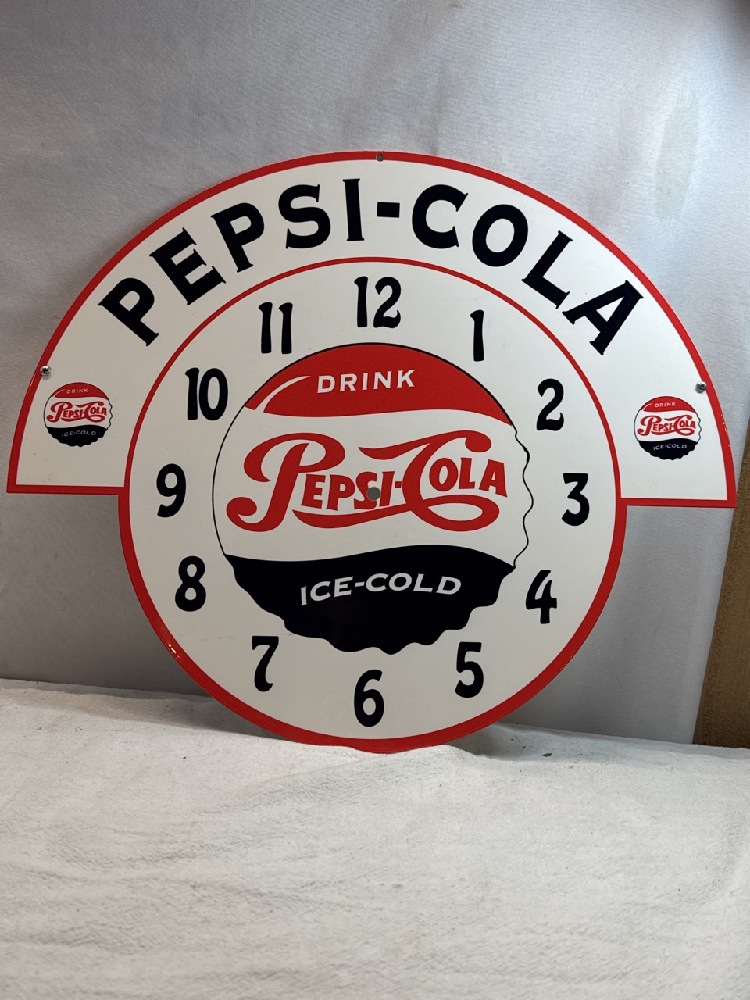 PEPSI-COLA
12
1
2
3
4
5
6
7
8
9
10
11
DRINK
PEPSI-COLA
ICE-COLD
DRINK
PEPSI-COLA
ICE-COLD
DRINK
PEPSI-COLA
ICE-COLD